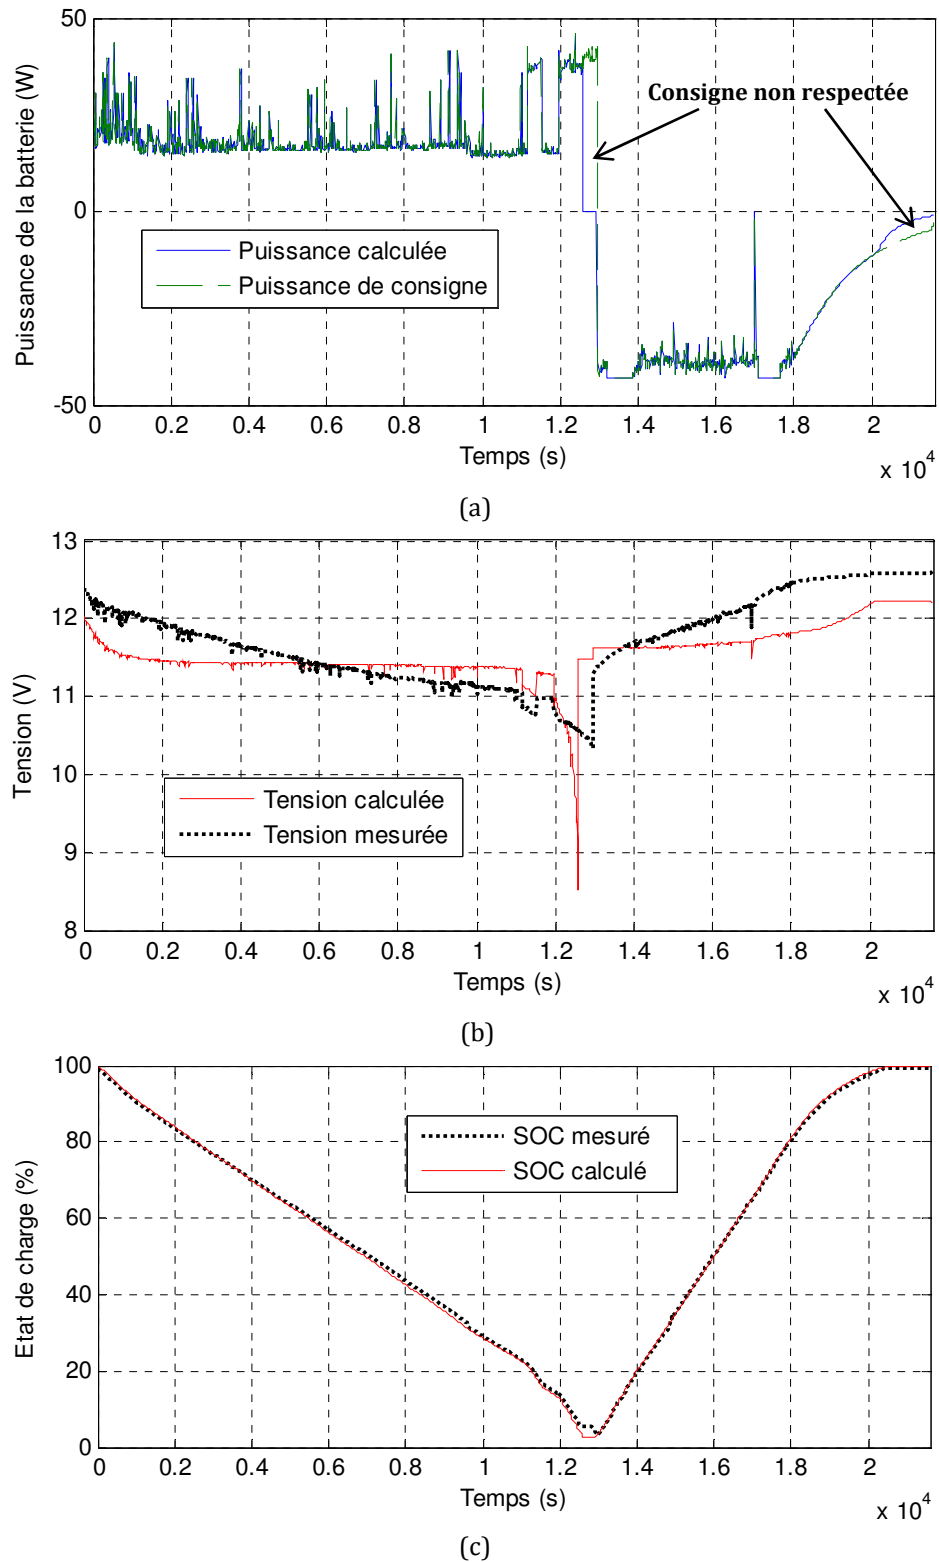 50
0
-50
Puissance de la batterie (W)
Consigne non respectée
Puissance calculée
Puissance de consigne
0 0.2 0.4 0.6 0.8 1 1.2 1.4 1.6 1.8 2
Temps (s)
x 10^4
(a)
13
12
11
10
9
8
Tension (V)
Tension calculée
Tension mesurée
0 0.2 0.4 0.6 0.8 1 1.2 1.4 1.6 1.8 2
Temps (s)
x 10^4
(b)
100
80
60
40
20
0
Etat de charge (%)
SOC mesuré
SOC calculé
0 0.2 0.4 0.6 0.8 1 1.2 1.4 1.6 1.8 2
Temps (s)
x 10^4
(c)